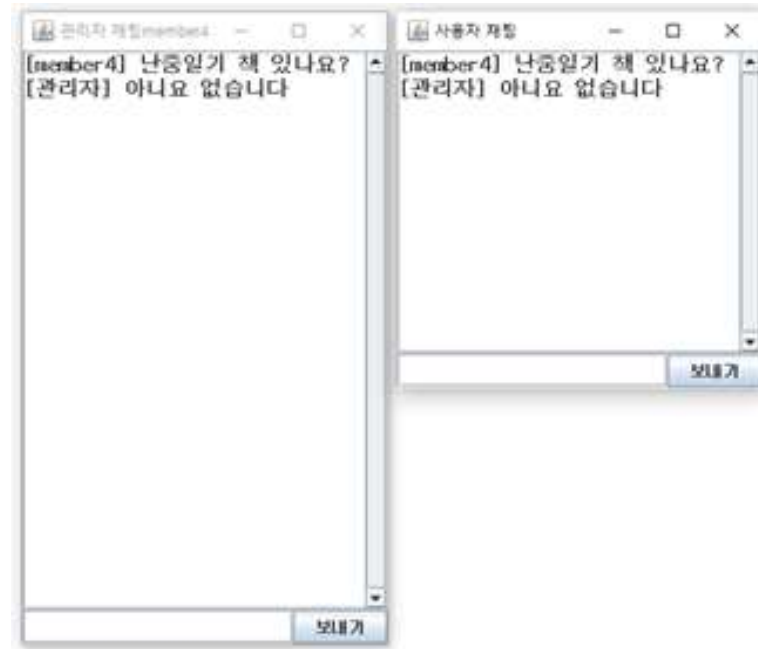 관리자 채팅member4
[member4] 난중일기 책 있나요?
[관리자] 아니요 없습니다
보내기
사용자 채팅
[member4] 난중일기 책 있나요?
[관리자] 아니요 없습니다
보내기